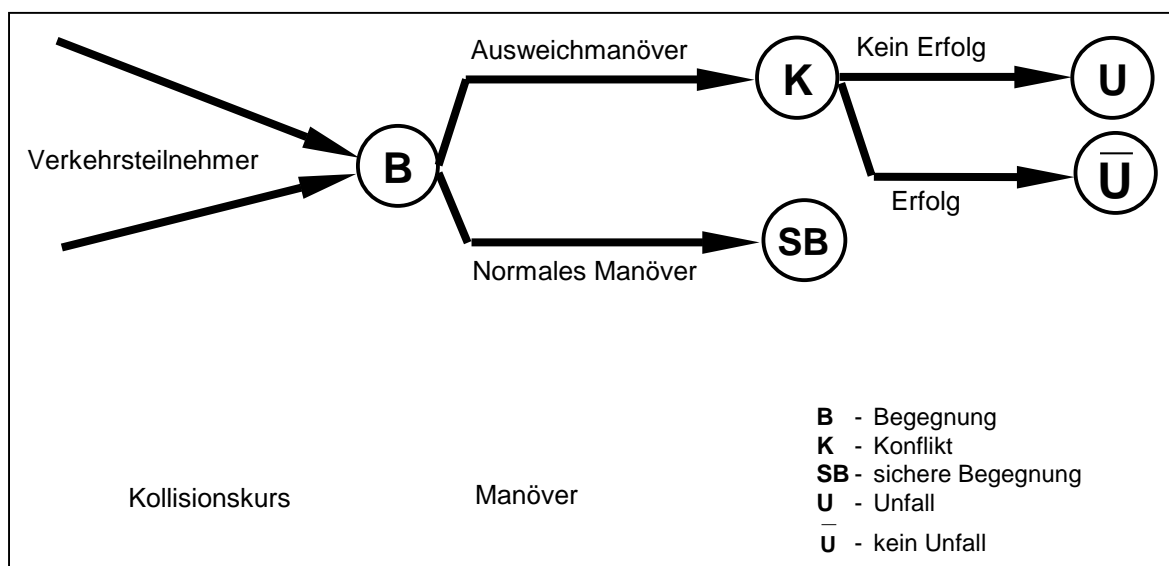 Ausweichmanöver
Kein Erfolg
K
U
Verkehrsteilnehmer
B
U̅
Erfolg
SB
Normales Manöver
B - Begegnung
K - Konflikt
SB - sichere Begegnung
Kollisionskurs
Manöver
U - Unfall
U̅ - kein Unfall